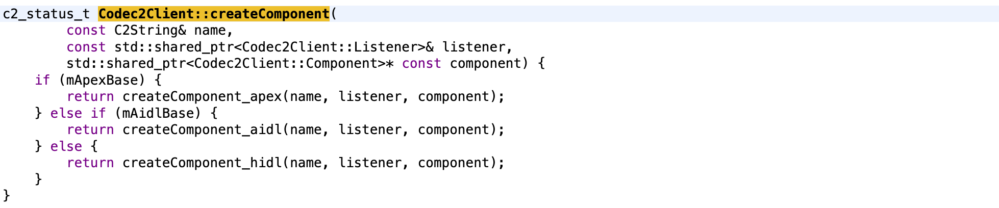 c2_status_t Codec2Client::createComponent(
        const C2String& name,
        const std::shared_ptr<Codec2Client::Listener>& listener,
        std::shared_ptr<Codec2Client::Component>* const component) {
    if (mApexBase) {
        return createComponent_apex(name, listener, component);
    } else if (mAidlBase) {
        return createComponent_aidl(name, listener, component);
    } else {
        return createComponent_hidl(name, listener, component);
    }
}